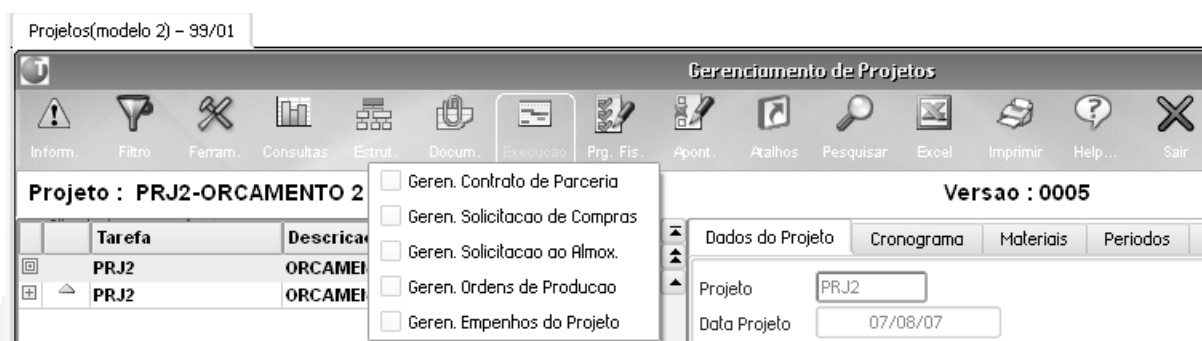 Projetos(modelo 2) – 99/01
Gerenciamento de Projetos
Inform. Filtro Ferram. Consultas Estrut. Docum. Execucao Prg. Fis. Apont. Atalhos Pesquisar Excel Imprimir Help... Sair
Projeto : PRJ2-ORCAMENTO 2
Versao : 0005
Geren. Contrato de Parceria
Geren. Solicitacao de Compras
Geren. Solicitacao ao Almox.
Geren. Ordens de Producao
Geren. Empenhos do Projeto
Tarefa Descricao
PRJ2 ORCAME
PRJ2 ORCAME
Dados do Projeto Cronograma Materiais Periodos
Projeto PRJ2
Data Projeto 07/08/07